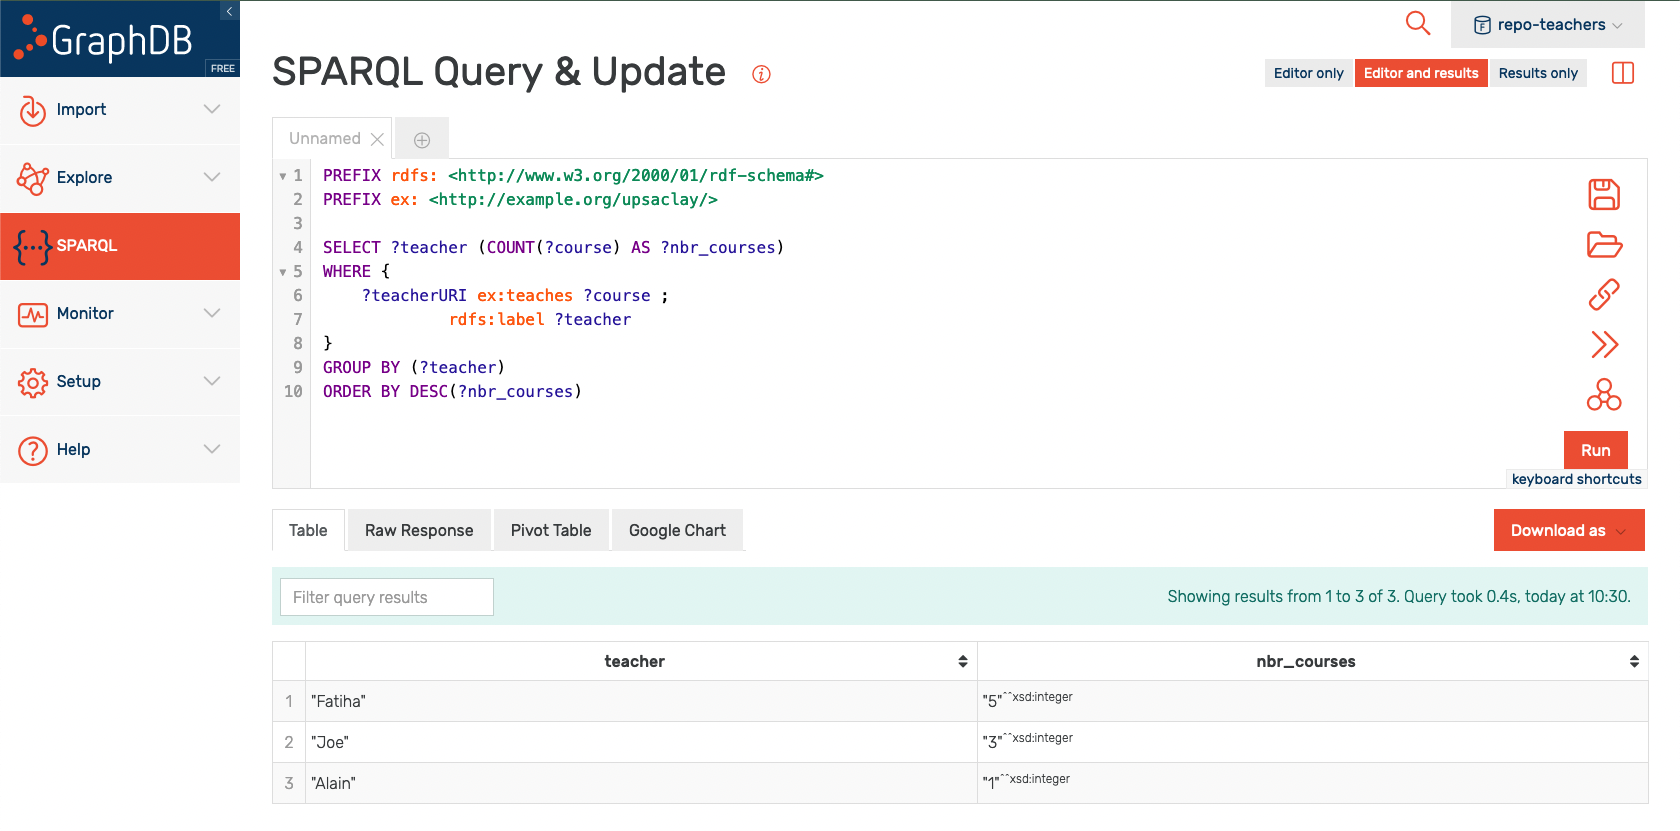 GraphDB
FREE
repo-teachers
SPARQL Query & Update
Editor only
Editor and results
Results only
Import
Explore
SPARQL
Monitor
Setup
Help
Unnamed
1 PREFIX rdfs: <http://www.w3.org/2000/01/rdf-schema#>
2 PREFIX ex: <http://example.org/upsaclay/>
3
4 SELECT ?teacher (COUNT(?course) AS ?nbr_courses)
5 WHERE {
6 ?teacherURI ex:teaches ?course ;
7 rdfs:label ?teacher
8 }
9 GROUP BY (?teacher)
10 ORDER BY DESC(?nbr_courses)
Run
keyboard shortcuts
Table Raw Response Pivot Table Google Chart
Download as
Filter query results
Showing results from 1 to 3 of 3. Query took 0.4s, today at 10:30.
teacher nbr_courses
1 "Fatiha" "5"^^xsd:integer
2 "Joe" "3"^^xsd:integer
3 "Alain" "1"^^xsd:integer